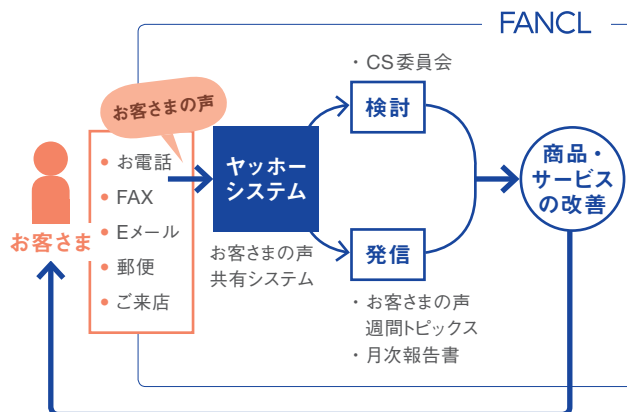 FANCL
お客さまの声
お客さま
• お電話
• FAX
• Eメール
• 郵便
• ご来店
ヤッホー
システム
お客さまの声
共有システム
・CS委員会
検討
発信
・お客さまの声
週間トピックス
・月次報告書
商品・
サービス
の改善